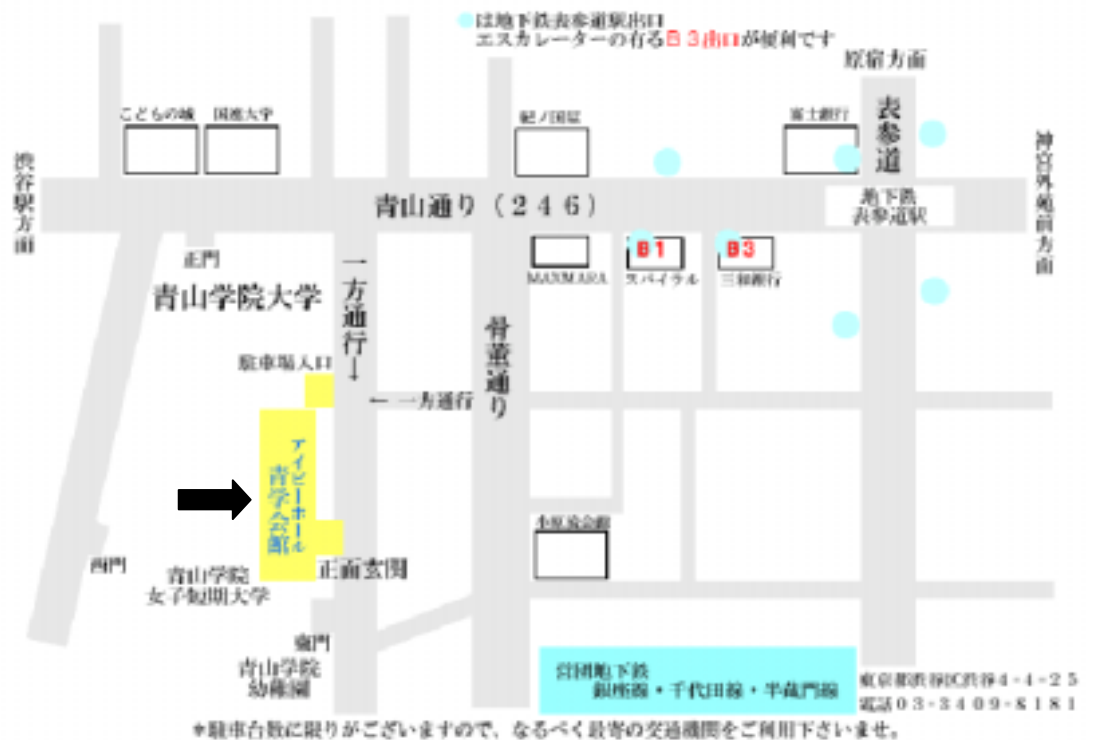 は地下鉄表参道駅出口
エスカレーターの有るB3出口が便利です
原宿方面
こどもの城
国連大学
紀ノ国屋
富士銀行
表参道
渋谷駅方面
神宮外苑前方面
青山通り（246）
地下鉄
表参道駅
正門
MAXMARA
B1
スパイラル
B3
三和銀行
青山学院大学
一方通行↓
骨董通り
駐車場入口
← 一方通行
アイビーホール
青学会館
小原流会館
西門
正面玄関
青山学院
女子短期大学
東門
青山学院
幼稚園
営団地下鉄
銀座線・千代田線・半蔵門線
東京都渋谷区渋谷4-4-25
電話03-3409-8181
*駐車台数に限りがございますので、なるべく最寄の交通機関をご利用下さいませ。